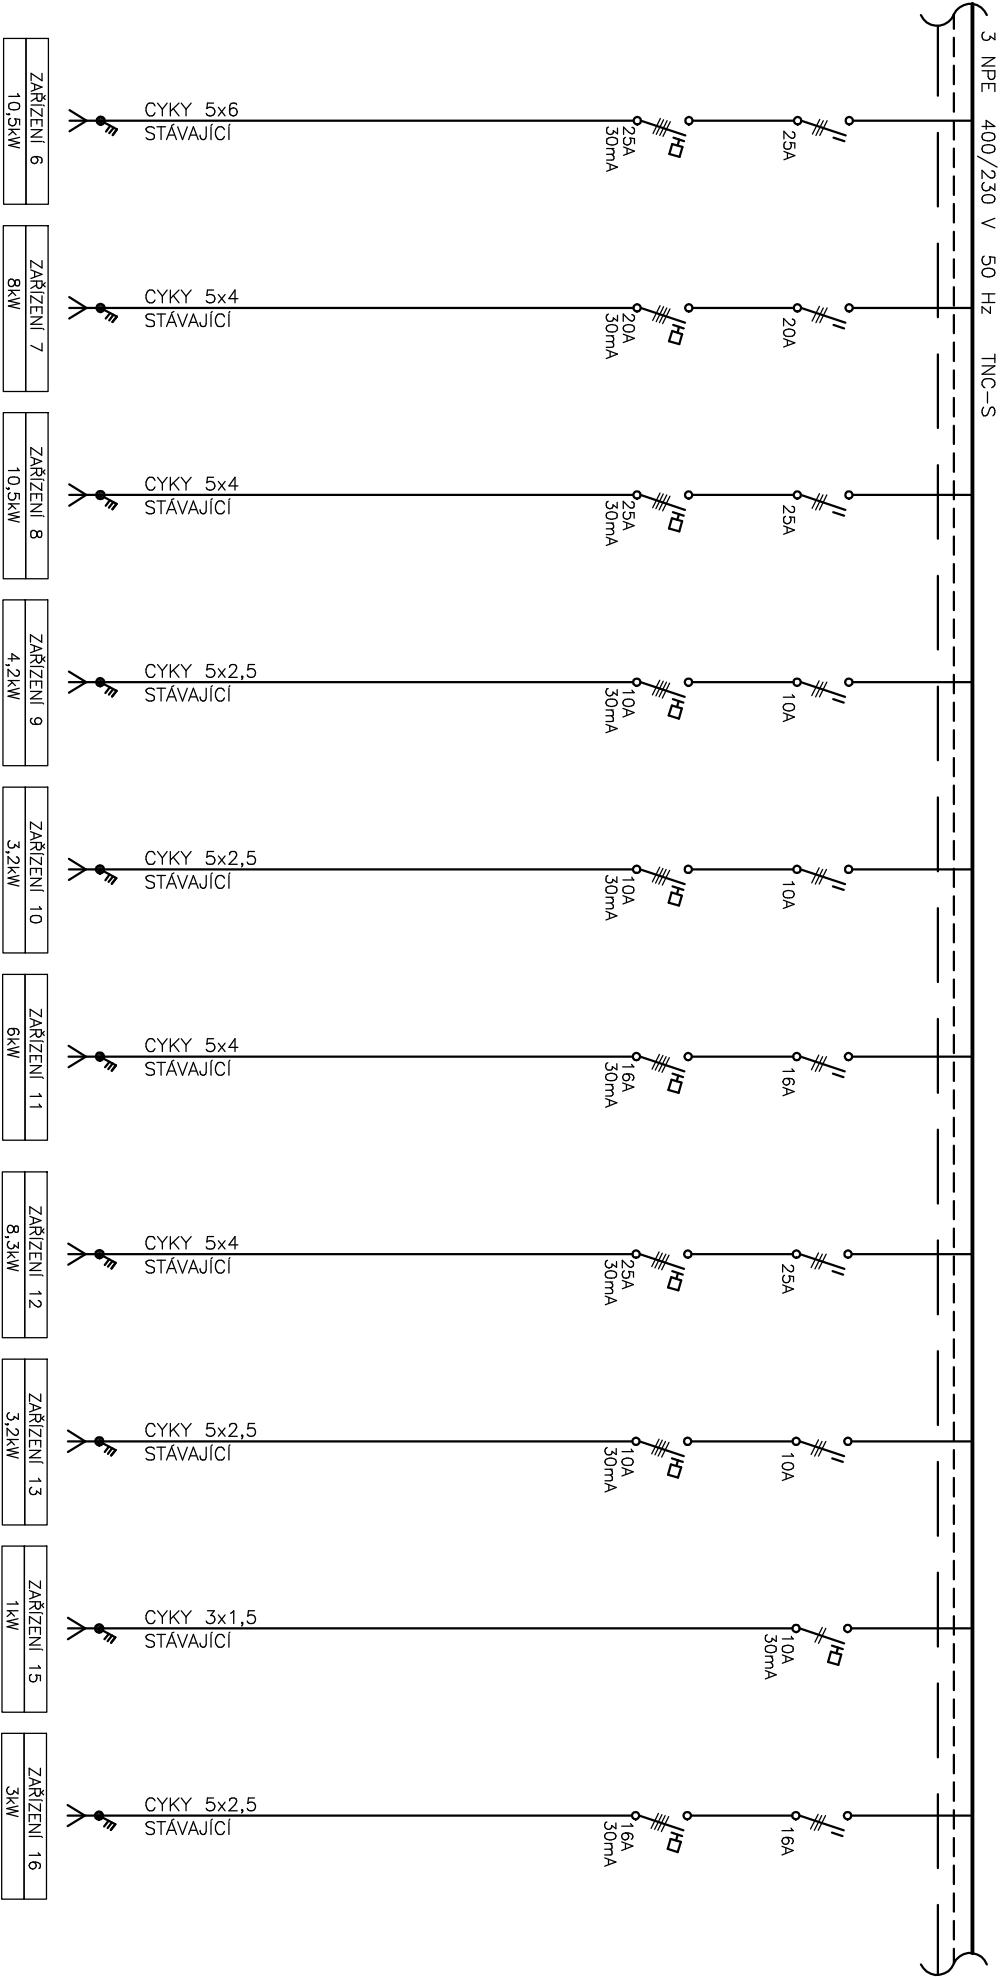 3 NPE 400/230 V 50 Hz TNC-S
CYKY 5x6
STÁVAJÍCÍ
25A
30mA
25A
ZAŘÍZENÍ 6
10,5kW
CYKY 5x4
STÁVAJÍCÍ
20A
30mA
20A
ZAŘÍZENÍ 7
8kW
CYKY 5x4
STÁVAJÍCÍ
25A
30mA
25A
ZAŘÍZENÍ 8
10,5kW
CYKY 5x2,5
STÁVAJÍCÍ
10A
30mA
10A
ZAŘÍZENÍ 9
4,2kW
CYKY 5x2,5
STÁVAJÍCÍ
10A
30mA
10A
ZAŘÍZENÍ 10
3,2kW
CYKY 5x4
STÁVAJÍCÍ
16A
30mA
16A
ZAŘÍZENÍ 11
6kW
CYKY 5x4
STÁVAJÍCÍ
25A
30mA
25A
ZAŘÍZENÍ 12
8,3kW
CYKY 5x2,5
STÁVAJÍCÍ
10A
30mA
10A
ZAŘÍZENÍ 13
3,2kW
CYKY 3x1,5
STÁVAJÍCÍ
10A
30mA
ZAŘÍZENÍ 15
1kW
CYKY 5x2,5
STÁVAJÍCÍ
16A
30mA
16A
ZAŘÍZENÍ 16
3kW